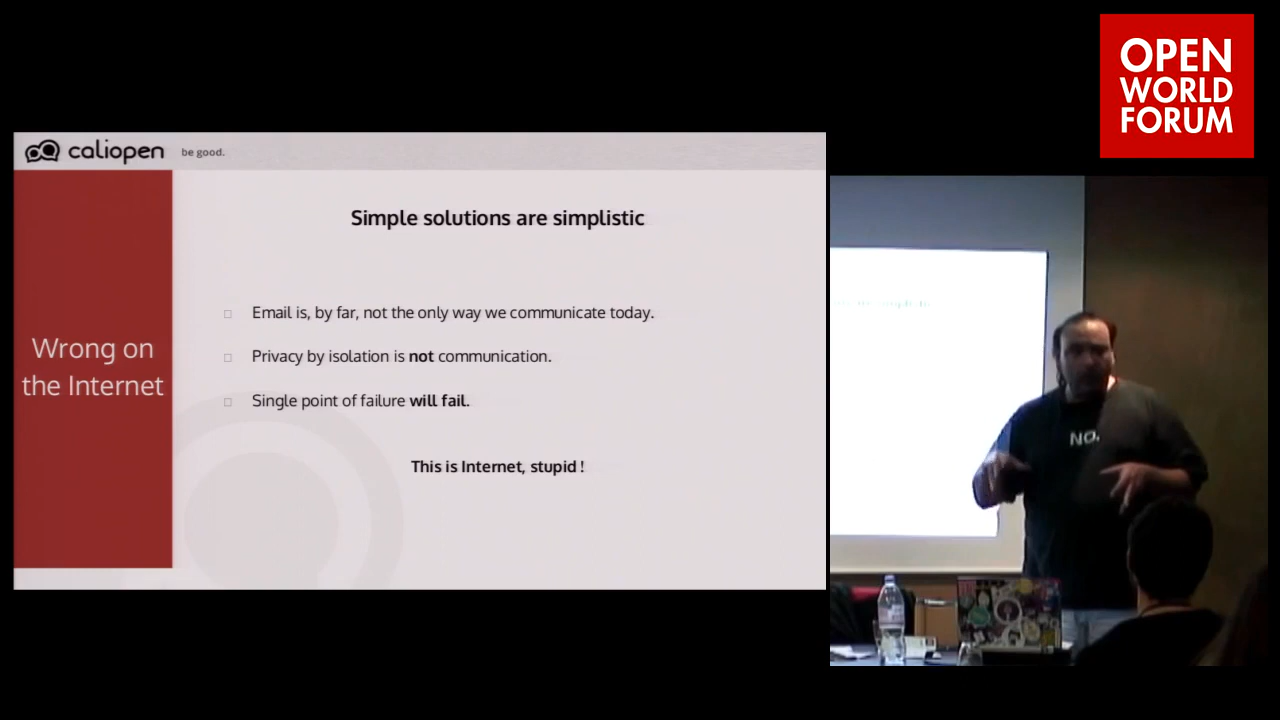 OPEN
WORLD
FORUM
caliopen be good.
Simple solutions are simplistic
Wrong on
the Internet
Email is, by far, not the only way we communicate today.
Privacy by isolation is not communication.
Single point of failure will fail.
This is Internet, stupid !
NO.